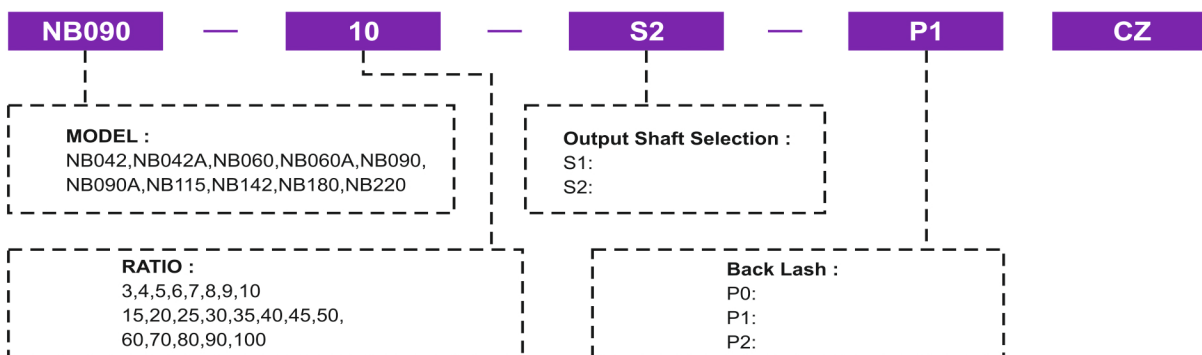 NB090 — 10 — S2 — P1 CZ
MODEL :
NB042,NB042A,NB060,NB060A,NB090,
NB090A,NB115,NB142,NB180,NB220
Output Shaft Selection :
S1:
S2:
RATIO :
3,4,5,6,7,8,9,10
15,20,25,30,35,40,45,50,
60,70,80,90,100
Back Lash :
P0:
P1:
P2: